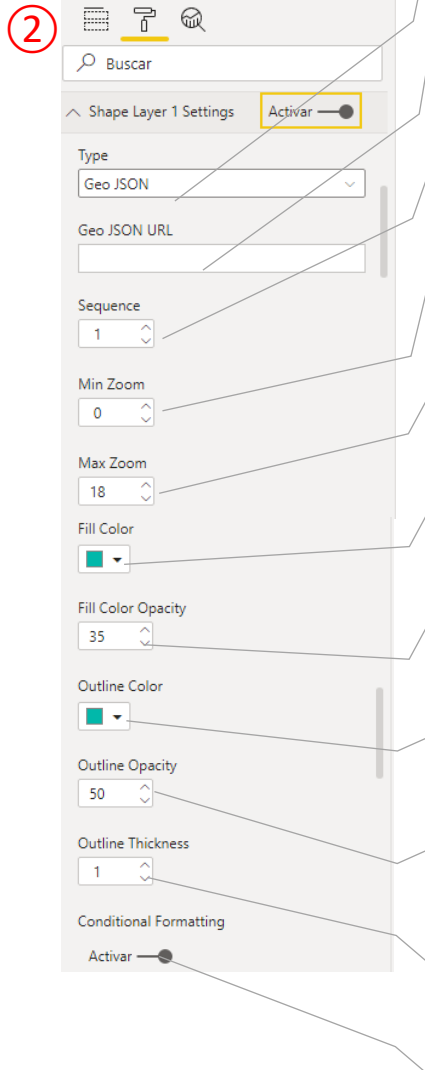 2
Buscar
Shape Layer 1 Settings Activar
Type
Geo JSON
Geo JSON URL
Sequence
1
Min Zoom
0
Max Zoom
18
Fill Color
Fill Color Opacity
35
Outline Color
Outline Opacity
50
Outline Thickness
1
Conditional Formatting
Activar